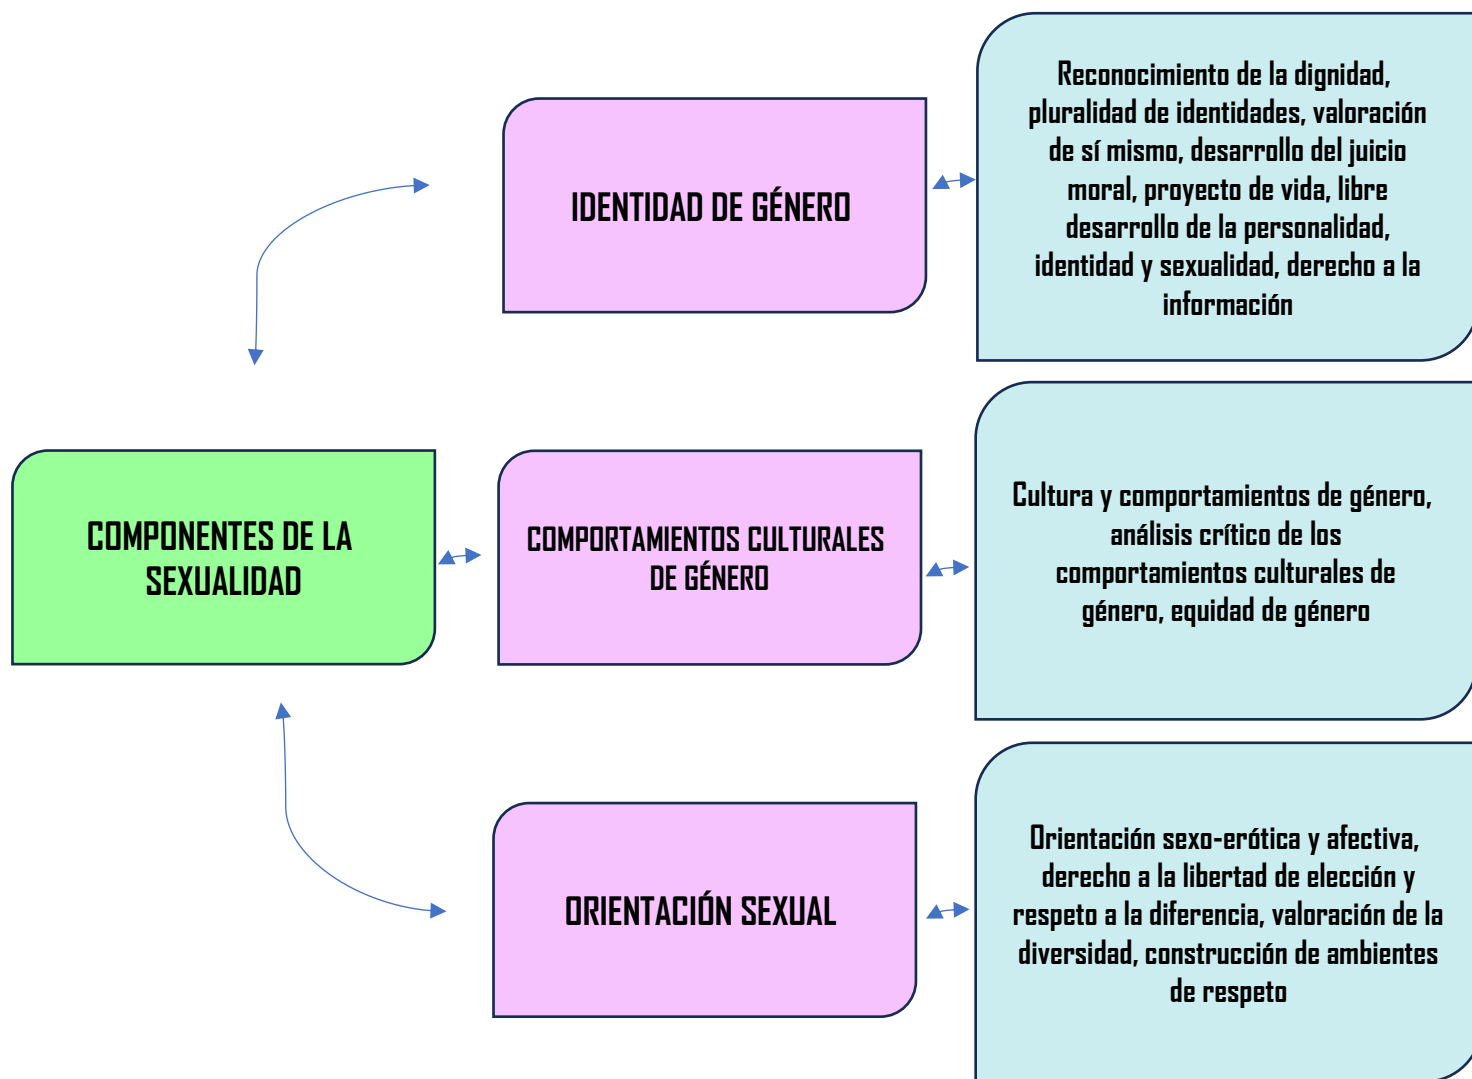 Reconocimiento de la dignidad,
pluralidad de identidades, valoración
de sí mismo, desarrollo del juicio
moral, proyecto de vida, libre
desarrollo de la personalidad,
identidad y sexualidad, derecho a la
información
IDENTIDAD DE GÉNERO
COMPONENTES DE LA
SEXUALIDAD
COMPORTAMIENTOS CULTURALES
DE GÉNERO
Cultura y comportamientos de género,
análisis crítico de los
comportamientos culturales de
género, equidad de género
ORIENTACIÓN SEXUAL
Orientación sexo-erótica y afectiva,
derecho a la libertad de elección y
respeto a la diferencia, valoración de la
diversidad, construcción de ambientes
de respeto